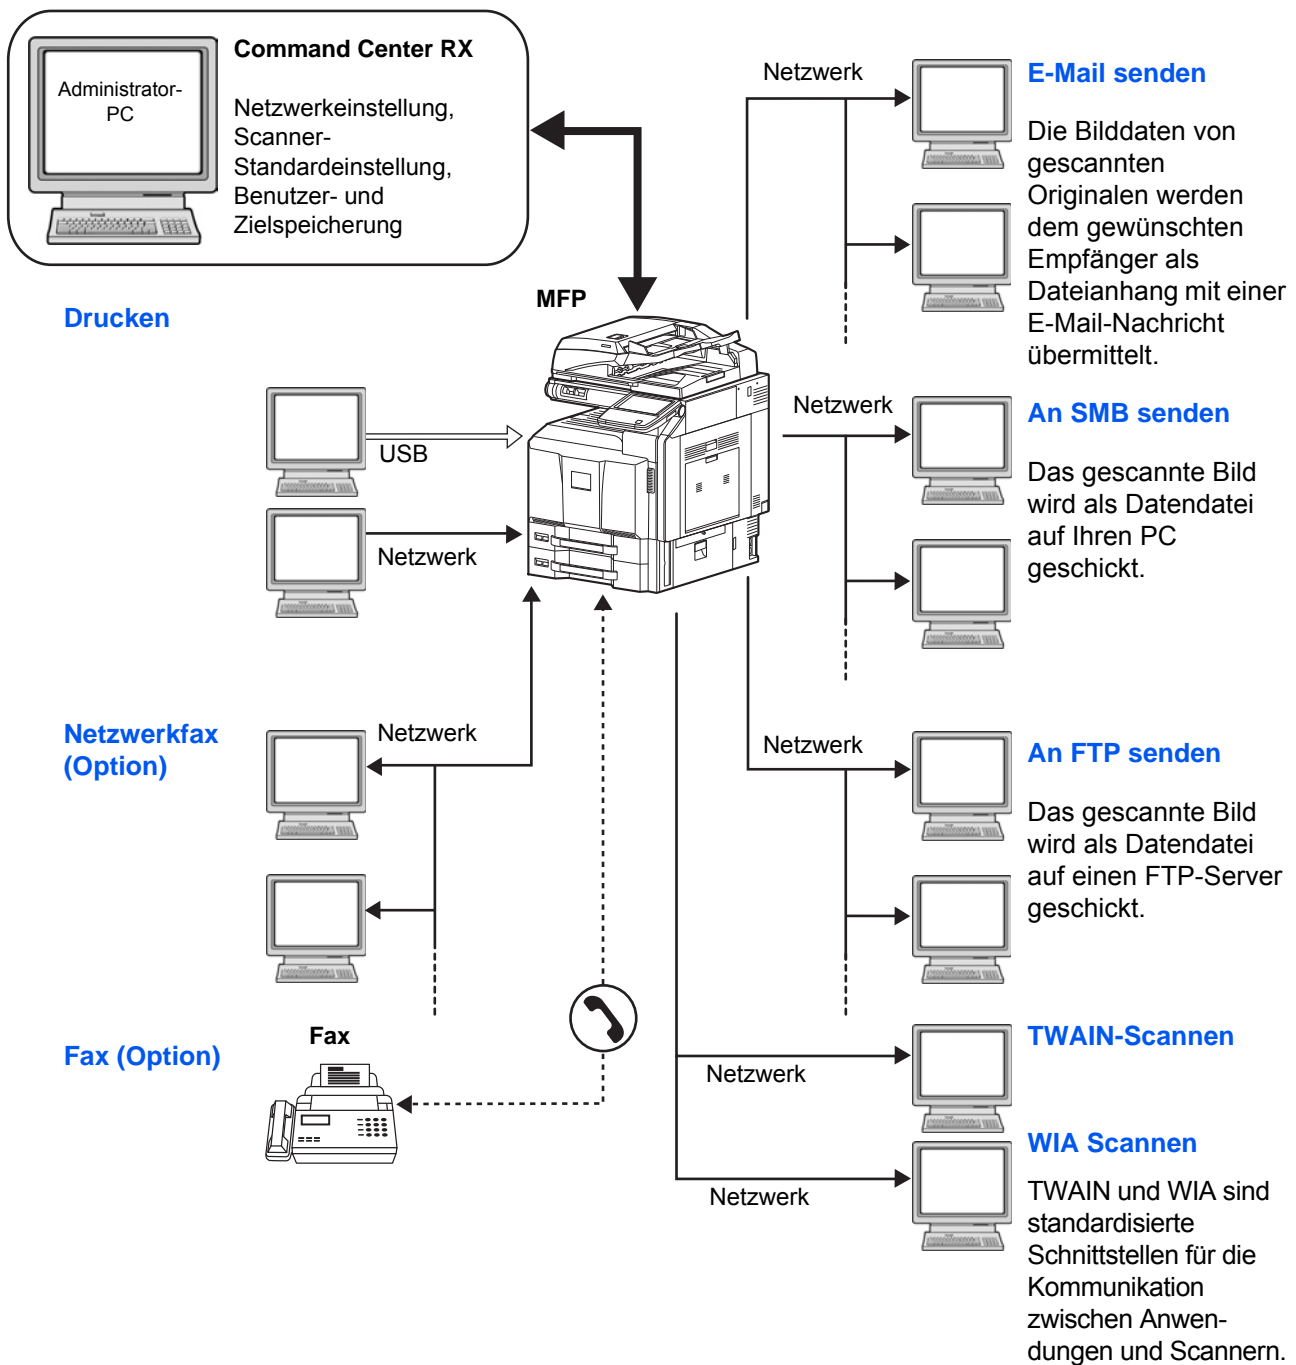 Command Center RX
Administrator-
PC
Netzwerkeinstellung,
Scanner-
Standardeinstellung,
Benutzer- und
Zielspeicherung
MFP
Drucken
USB
Netzwerk
Netzwerkfax
(Option)
Netzwerk
Fax (Option)
Fax
Netzwerk
E-Mail senden
Die Bilddaten von
gescannten
Originalen werden
dem gewünschten
Empfänger als
Dateianhang mit einer
E-Mail-Nachricht
übermittelt.
Netzwerk
An SMB senden
Das gescannte Bild
wird als Datendatei
auf Ihren PC
geschickt.
Netzwerk
An FTP senden
Das gescannte Bild
wird als Datendatei
auf einen FTP-Server
geschickt.
Netzwerk
TWAIN-Scannen
Netzwerk
WIA Scannen
TWAIN und WIA sind
standardisierte
Schnittstellen für die
Kommunikation
zwischen Anwen-
dungen und Scannern.